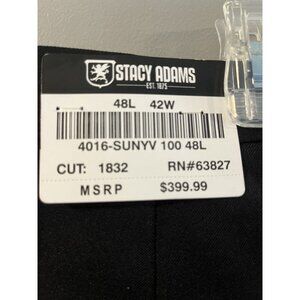 STACY ADAMS
EST. 1875
48L 42W
4016-SUNYV 100 48L
CUT: 1832 RN#63827
MSRP $399.99